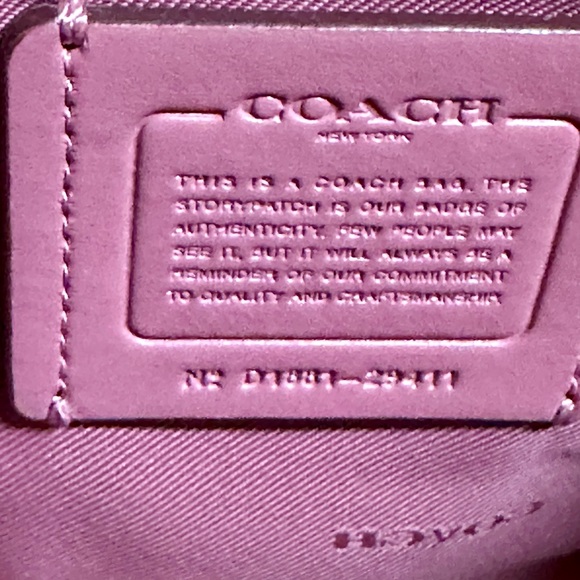 COACH
NEW YORK
THIS IS A COACH BAG. THE
STORYPATCH IS OUR BADGE OF
AUTHENTICITY. FEW PEOPLE MAY
SEE IT, BUT IT WILL ALWAYS BE A
REMINDER OF OUR COMMITMENT
TO QUALITY AND CRAFTSMANSHIP.
COACH